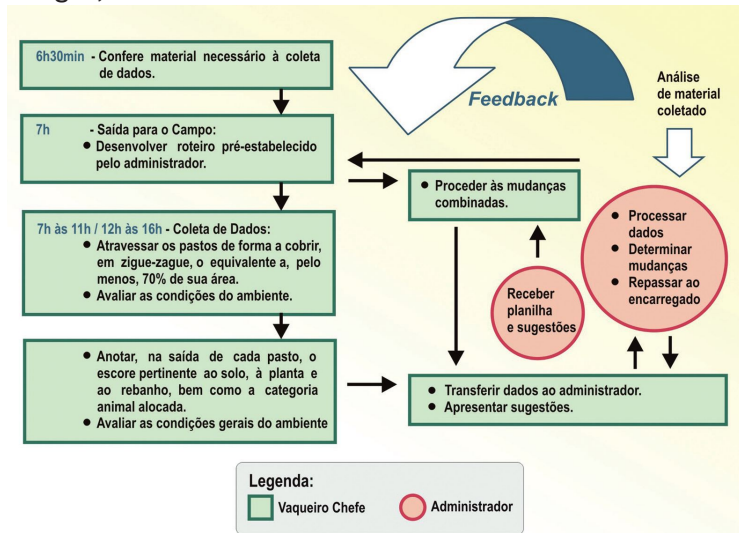 6h30min - Confere material necessário à coleta
de dados.
7h - Saída para o Campo:
● Desenvolver roteiro pré-estabelecido
pelo administrador.
7h às 11h / 12h às 16h - Coleta de Dados:
● Atravessar os pastos de forma a cobrir,
em zigue-zague, o equivalente a, pelo
menos, 70% de sua área.
● Avaliar as condições do ambiente.
● Anotar, na saída de cada pasto, o
escore pertinente ao solo, à planta e
ao rebanho, bem como a categoria
animal alocada.
● Avaliar as condições gerais do ambiente
Feedback
Análise
de material
coletado
● Proceder às mudanças
combinadas.
● Processar
dados
● Determinar
mudanças
● Repassar ao
encarregado
Receber
planilha
e sugestões
● Transferir dados ao administrador.
● Apresentar sugestões.
Legenda:
Vaqueiro Chefe
Administrador